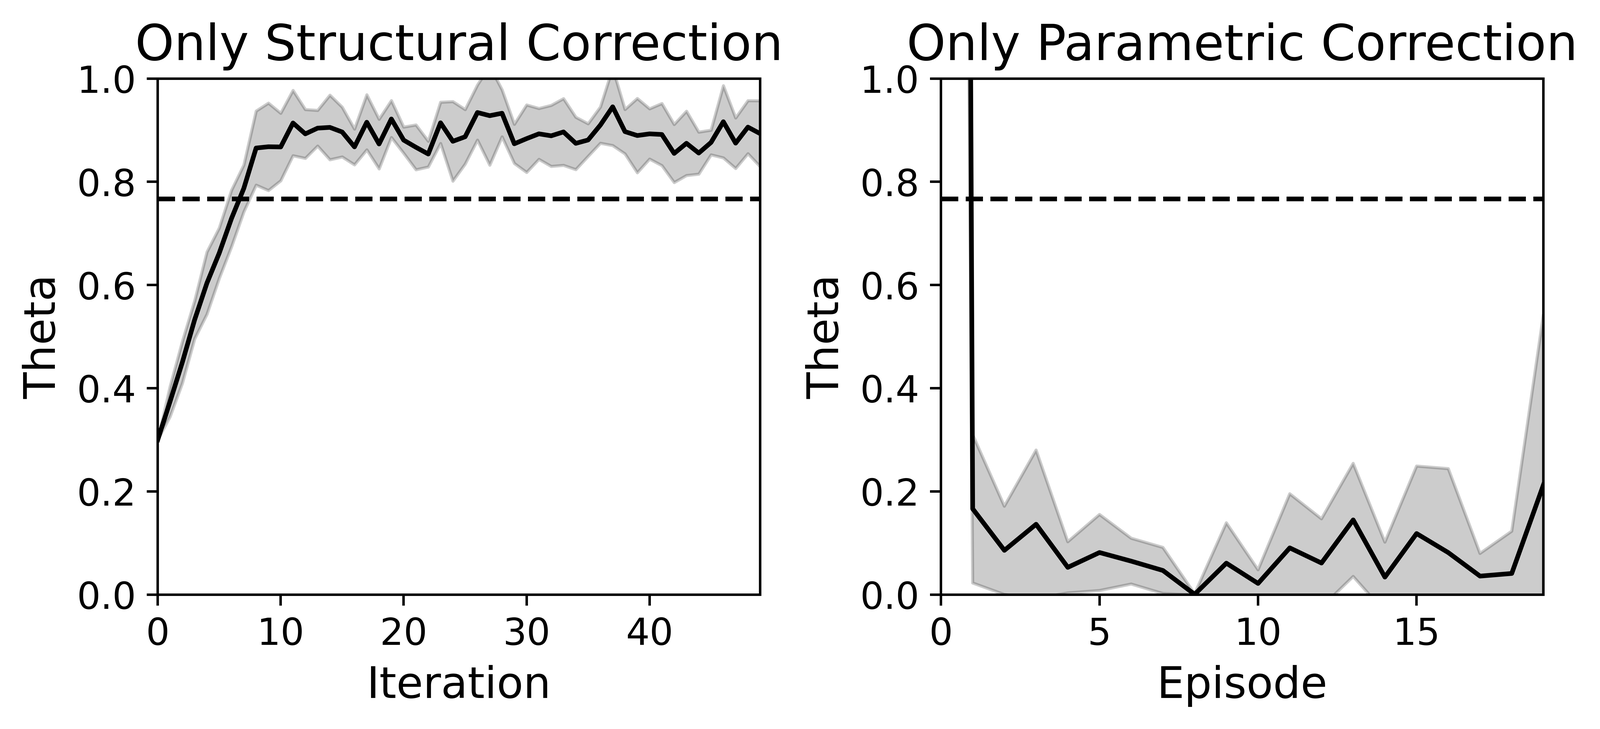 Only Structural Correction
1.0
0.8
0.6
0.4
0.2
0.0
Theta
0 10 20 30 40
Iteration
Only Parametric Correction
1.0
0.8
0.6
0.4
0.2
0.0
Theta
0 5 10 15
Episode